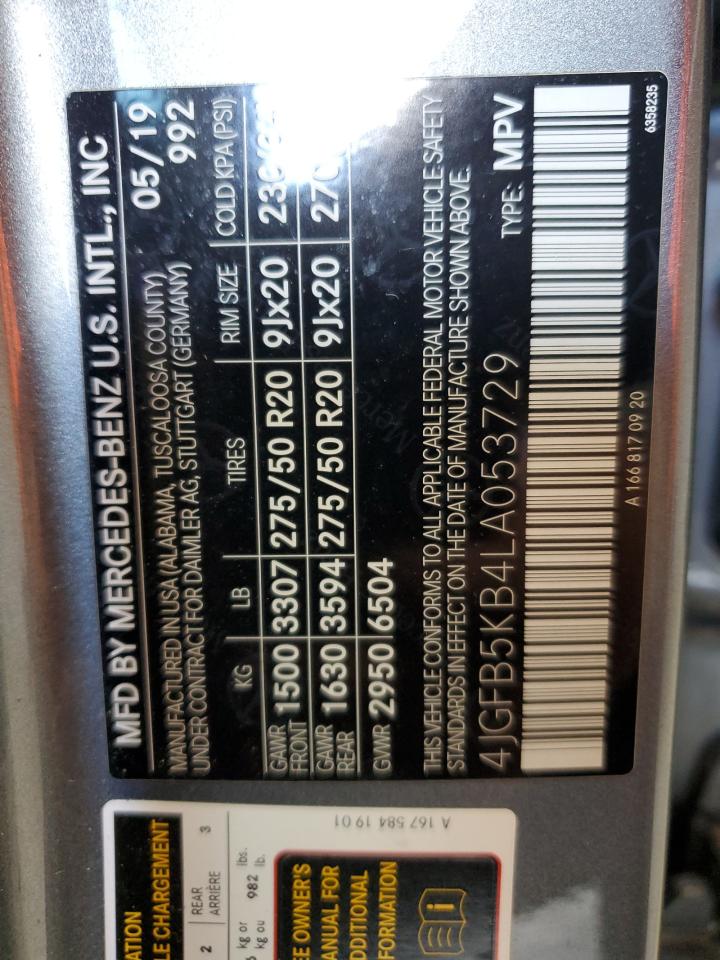 MFD BY MERCEDES-BENZ U.S. INTL., INC
MANUFACTURED IN USA (ALABAMA, TUSCALOOSA COUNTY) 05/19
UNDER CONTRACT FOR DAIMLER AG, STUTTGART (GERMANY) 992
KG LB TIRES RIM SIZE COLD KPA (PSI)
GAWR FRONT 1500 3307 275/50 R20 9Jx20
GAWR REAR 1630 3594 275/50 R20 9Jx20
GVWR 2950 6504
THIS VEHICLE CONFORMS TO ALL APPLICABLE FEDERAL MOTOR VEHICLE SAFETY
STANDARDS IN EFFECT ON THE DATE OF MANUFACTURE SHOWN ABOVE.
4JGFB5KB4LA053729 TYPE: MPV
A 166 817 09 20
6358235
LE CHARGEMENT
2 REAR ARRIÈRE 3
kg or lbs.
kg ou 982 lb.
A 167 584 19 01
OWNER'S
FOR